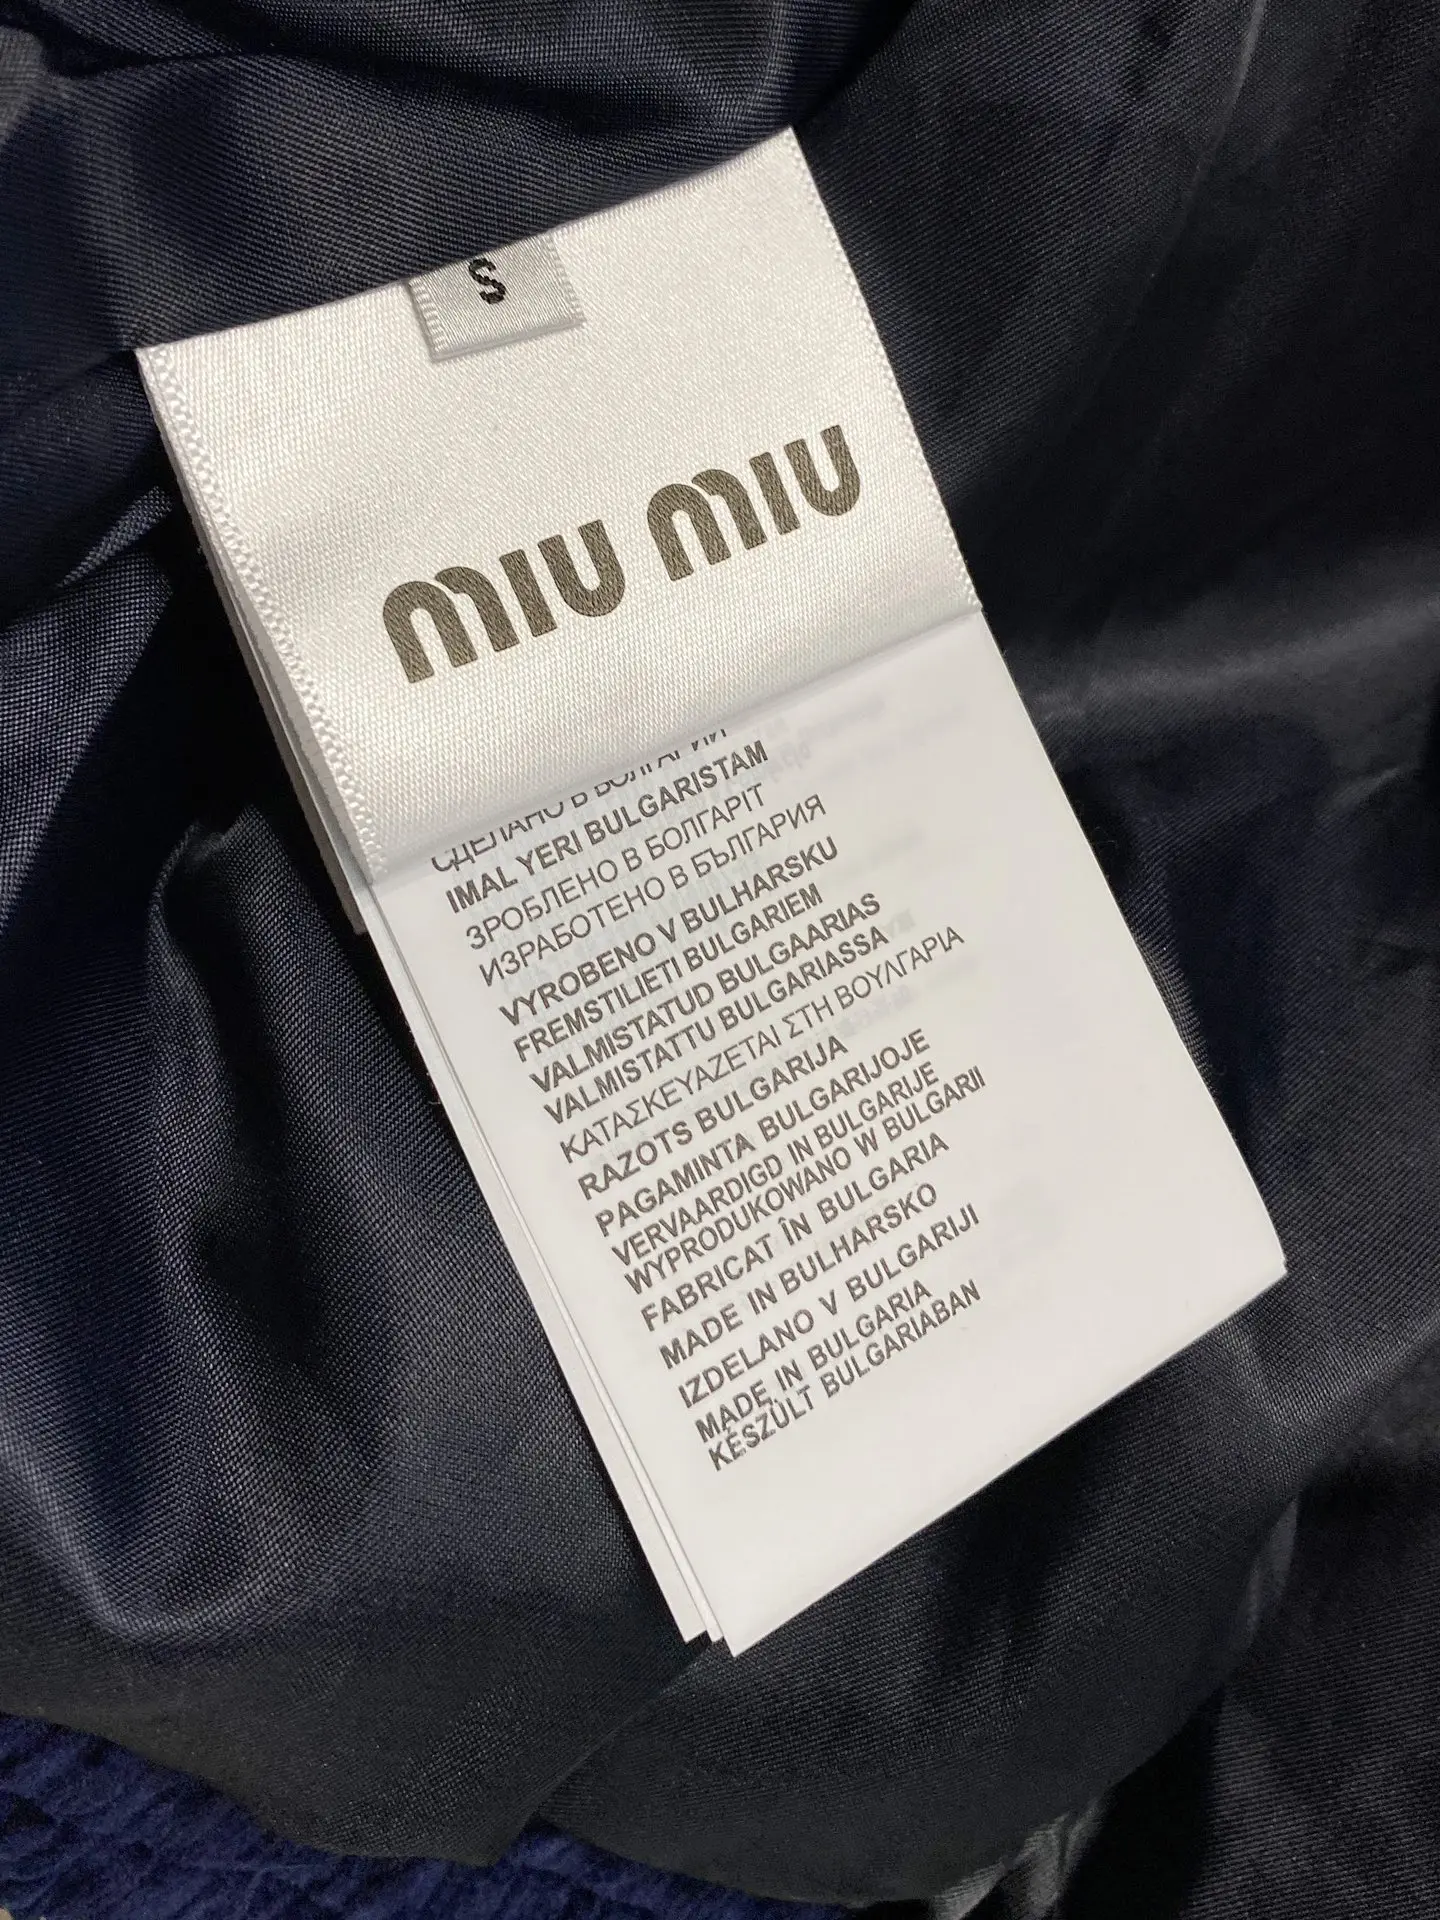 S
MIU MIU
СДЕЛАНО В БОЛГАРИИ
IMAL YERI BULGARISTAM
ЗРОБЛЕНО В БОЛГАРІТ
ИЗРАБОТЕНО В БЪЛГАРИЯ
VYROBENO V BULHARSKU
FREMSTILIETI BULGARIEM
VALMISTATUD BULGAARIAS
VALMISTATTU BULGARIASSA
ΚΑΤΑΣΚΕΥΑΖΕΤΑΙ ΣΤΗ ΒΟΥΛΓΑΡΙΑ
RAZOTS BULGARIJA
PAGAMINTA BULGARIJOJE
VERVAARDIGD IN BULGARIJE
WYPRODUKOWANO W BULGARII
FABRICAT ÎN BULGARIA
MADE IN BULHARSKO
IZDELANO V BULGARIJI
MADE IN BULGARIA
KÉSZÜLT BULGARIABAN